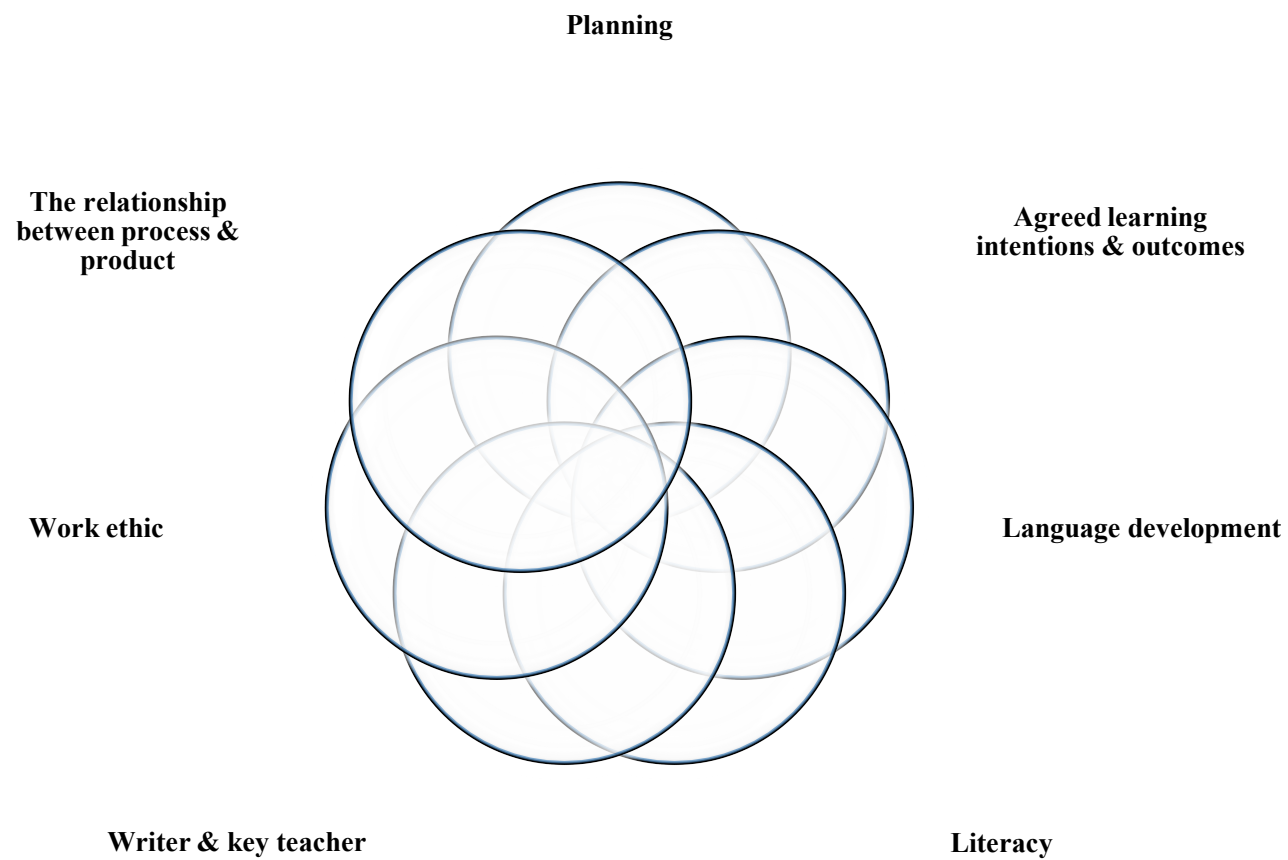 Planning
The relationship
between process &
product
Agreed learning
intentions & outcomes
Work ethic
Language development
Writer & key teacher
Literacy